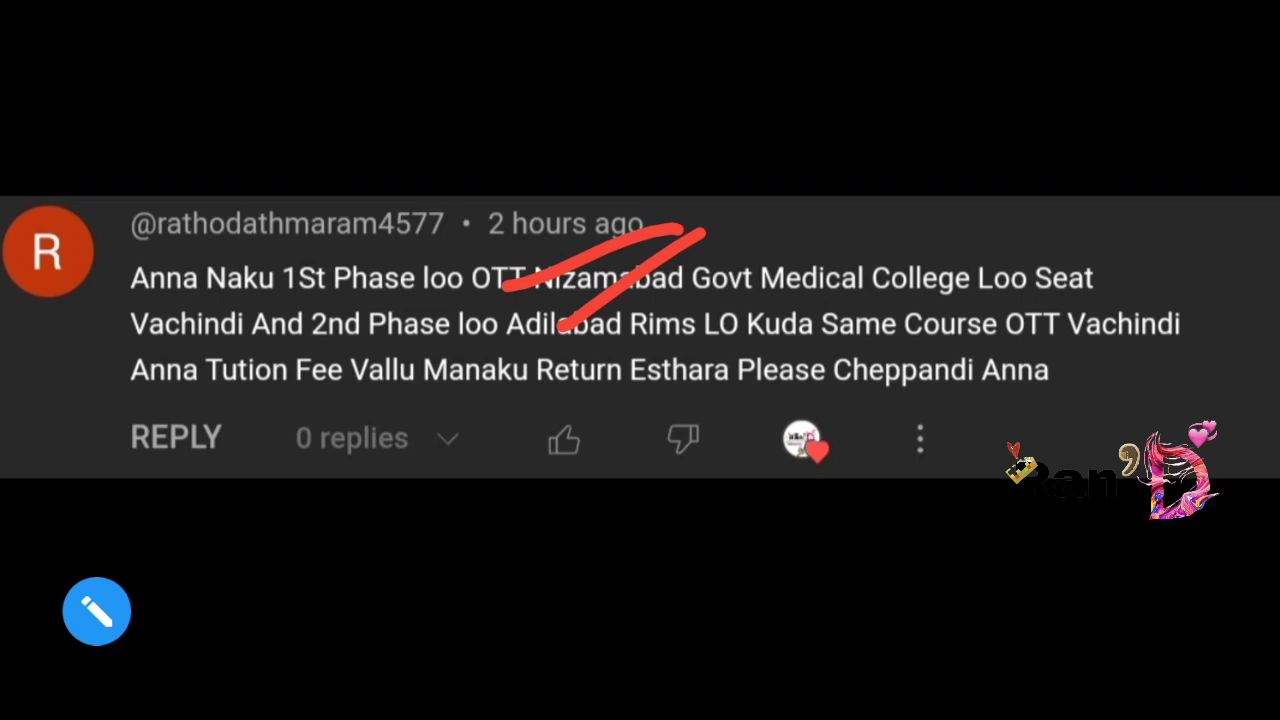 @rathodathmaram4577 • 2 hours ago
Anna Naku 1St Phase loo OTT Nizamabad Govt Medical College Loo Seat
Vachindi And 2nd Phase loo Adilabad Rims LO Kuda Same Course OTT Vachindi
Anna Tution Fee Vallu Manaku Return Esthara Please Cheppandi Anna
REPLY 0 replies
R
Ran'D